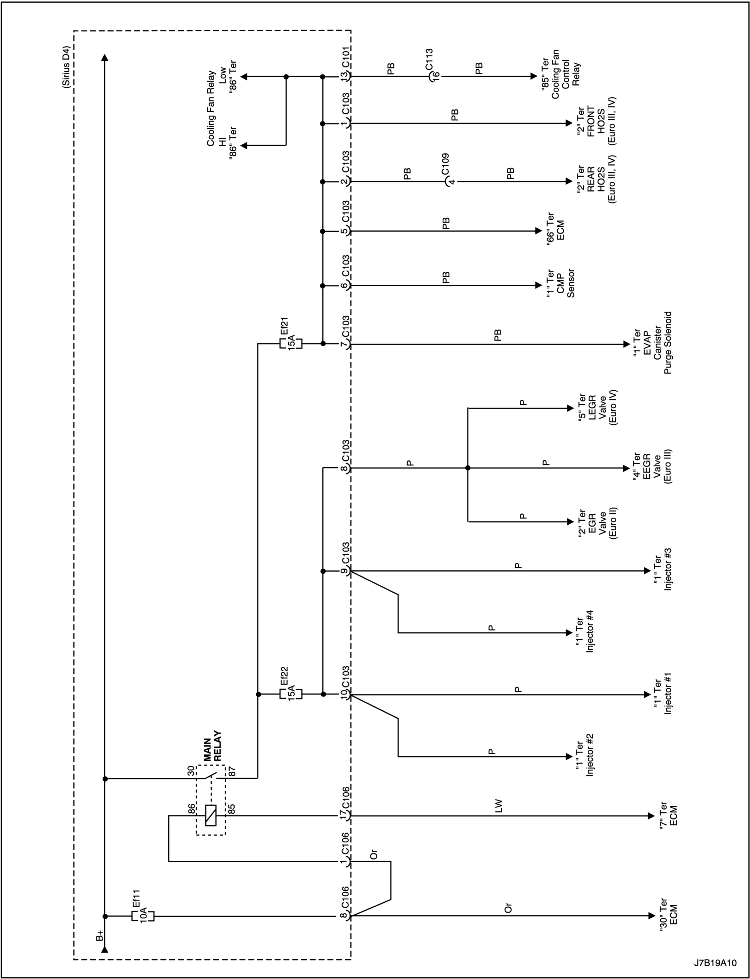 (Sirius D4)
B+
Ef11
10A
8
C106
Or
"30" Ter
ECM
1
C106
Or
86
85
30
87
MAIN
RELAY
17
C106
LW
"7" Ter
ECM
Ef22
15A
10
C103
P
"1" Ter
Injector #2
P
"1" Ter
Injector #1
9
C103
P
"1" Ter
Injector #4
P
"1" Ter
Injector #3
8
C103
P
P
"2" Ter
EGR
Valve
(Euro II)
P
"4" Ter
EEGR
Valve
(Euro III)
P
"5" Ter
LEGR
Valve
(Euro IV)
Ef21
15A
7
C103
PB
"1" Ter
EVAP
Canister
Purge Solenoid
6
C103
PB
"1" Ter
CMP
Sensor
5
C103
PB
"66" Ter
ECM
2
C103
PB
4
C109
PB
"2" Ter
REAR
HO2S
(Euro III, IV)
1
C103
PB
"2" Ter
FRONT
HO2S
(Euro III, IV)
Cooling Fan Relay
HI
"86" Ter
Low
"86" Ter
13
C101
PB
16
C113
PB
"85" Ter
Cooling Fan
Control
Relay
J7B19A10